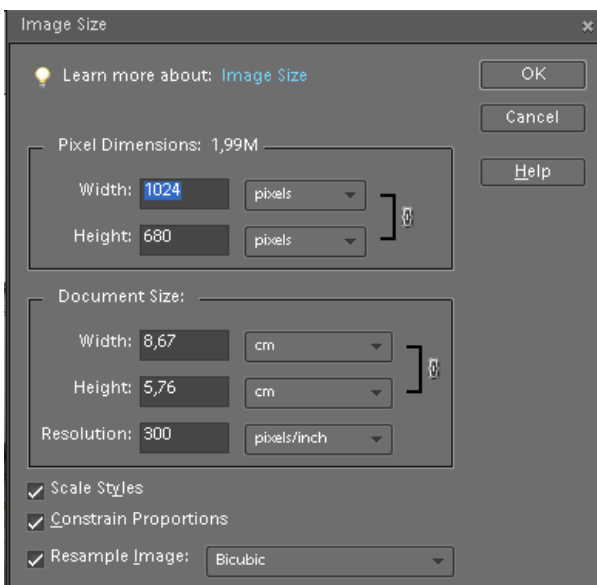 Image Size
Learn more about: Image Size
OK
Cancel
Help
Pixel Dimensions: 1,99M
Width: 1024 pixels
Height: 680 pixels
Document Size:
Width: 8,67 cm
Height: 5,76 cm
Resolution: 300 pixels/inch
Scale Styles
Constrain Proportions
Resample Image: Bicubic